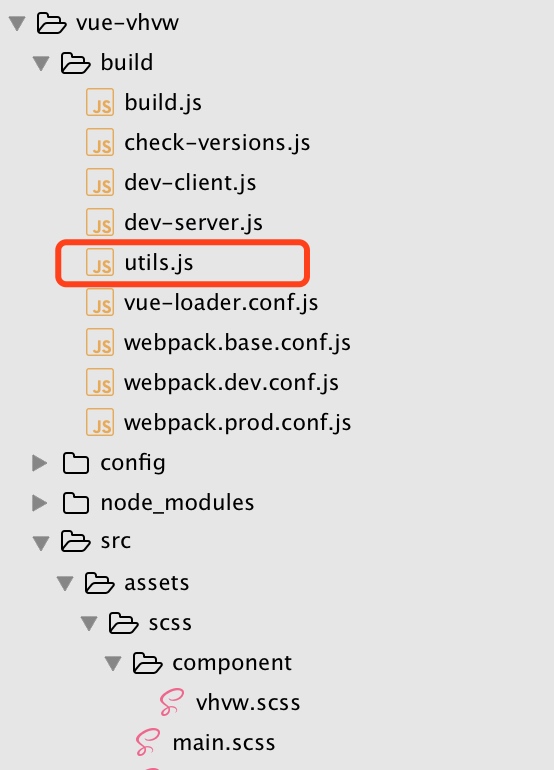 vue-vhvw
build
JS build.js
JS check-versions.js
JS dev-client.js
JS dev-server.js
JS utils.js
JS vue-loader.conf.js
JS webpack.base.conf.js
JS webpack.dev.conf.js
JS webpack.prod.conf.js
config
node_modules
src
assets
scss
component
vhvw.scss
main.scss